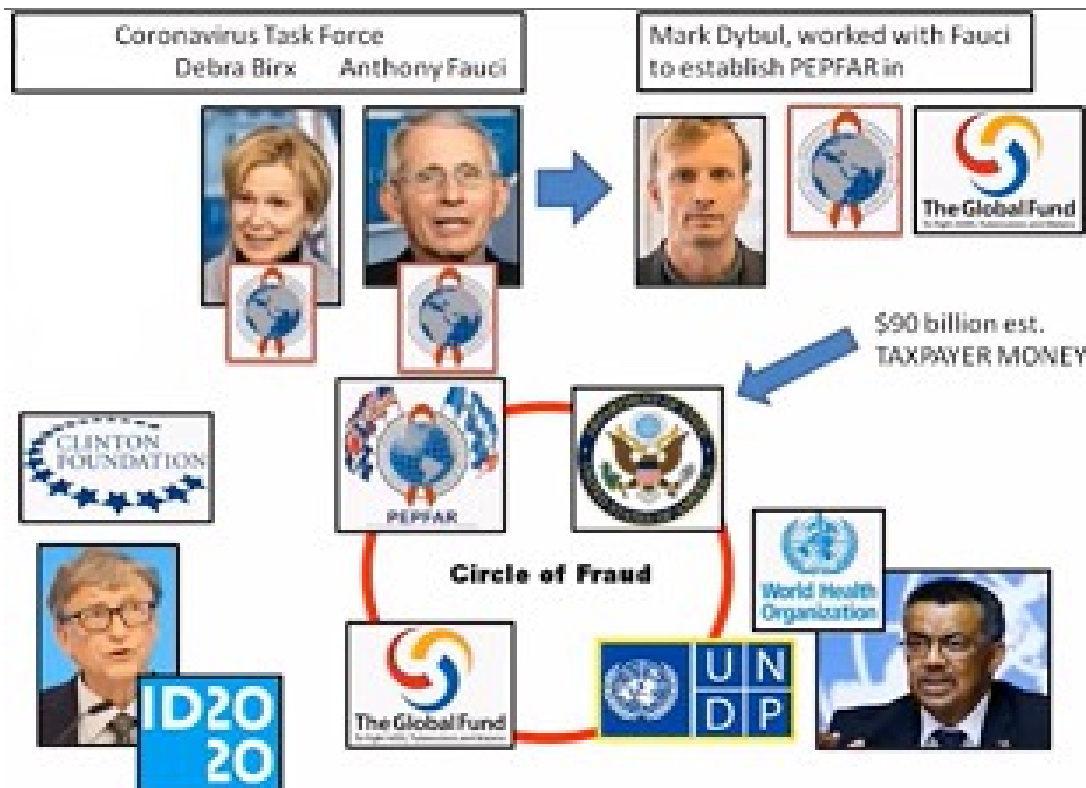 Coronavirus Task Force
Debra Birx Anthony Fauci
Mark Dybul, worked with Fauci
to establish PEPFAR in
The Global Fund
$90 billion est.
TAXPAYER MONEY
CLINTON
FOUNDATION
PEPFAR
Circle of Fraud
World Health
Organization
The Global Fund
UN
DP
ID20
20